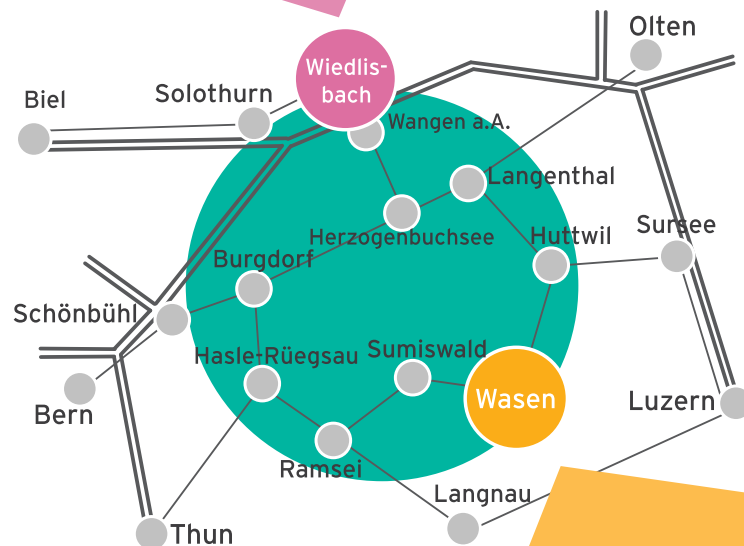 Olten
Wiedlis-
bach
Biel
Solothurn
Wangen a.A.
Langenthal
Herzogenbuchsee
Huttwil
Sursee
Burgdorf
Schönbühl
Hasle-Rüegsau
Sumiswald
Wasen
Luzern
Bern
Ramsei
Langnau
Thun